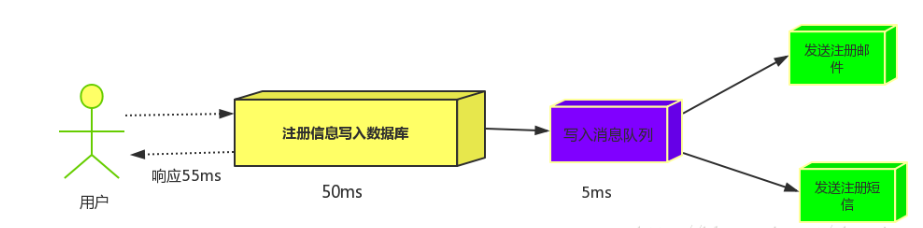 发送注册邮
件
注册信息写入数据库
写入消息队列
响应55ms
用户
50ms
5ms
发送注册短
信